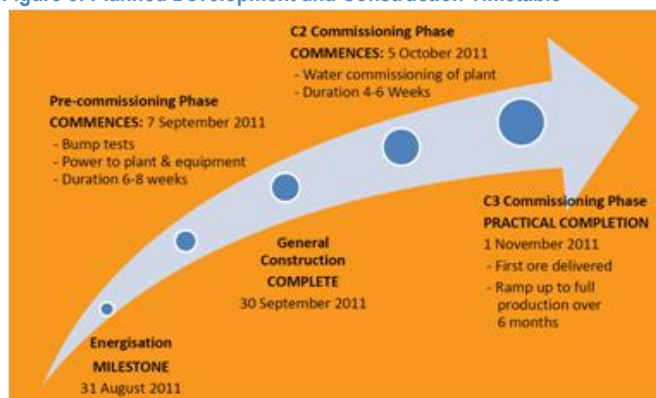 C2 Commissioning Phase
COMMENCES: 5 October 2011
- Water commissioning of plant
- Duration 4-6 Weeks
Pre-commissioning Phase
COMMENCES: 7 September 2011
- Bump tests
- Power to plant & equipment
- Duration 6-8 weeks
C3 Commissioning Phase
PRACTICAL COMPLETION
1 November 2011
- First ore delivered
- Ramp up to full
production over
6 months
General
Construction
COMPLETE
30 September 2011
Energisation
MILESTONE
31 August 2011